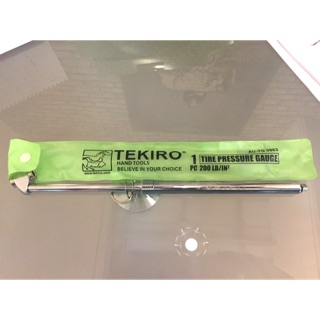 TEKIRO®
HAND TOOLS
BELIEVE IN YOUR CHOICE
1 TIRE PRESSURE GAUGE
PC 200 LB/IN²